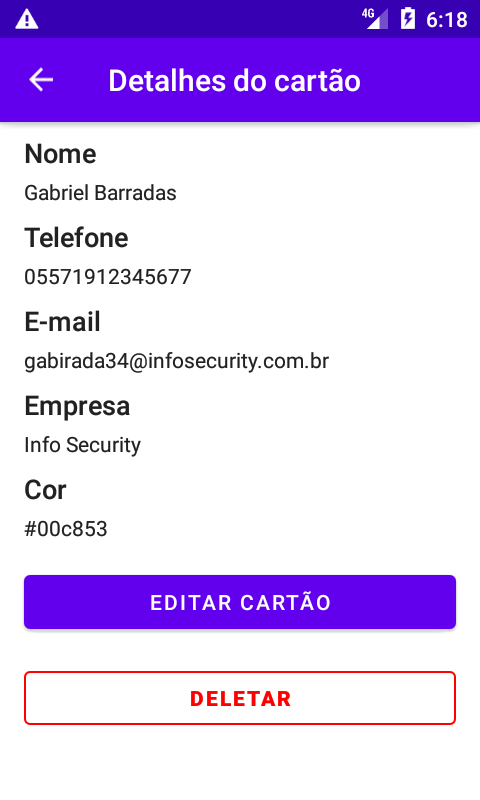 4G 6:18
Detalhes do cartão
Nome
Gabriel Barradas
Telefone
05571912345677
E-mail
gabirada34@infosecurity.com.br
Empresa
Info Security
Cor
#00c853
EDITAR CARTÃO
DELETAR